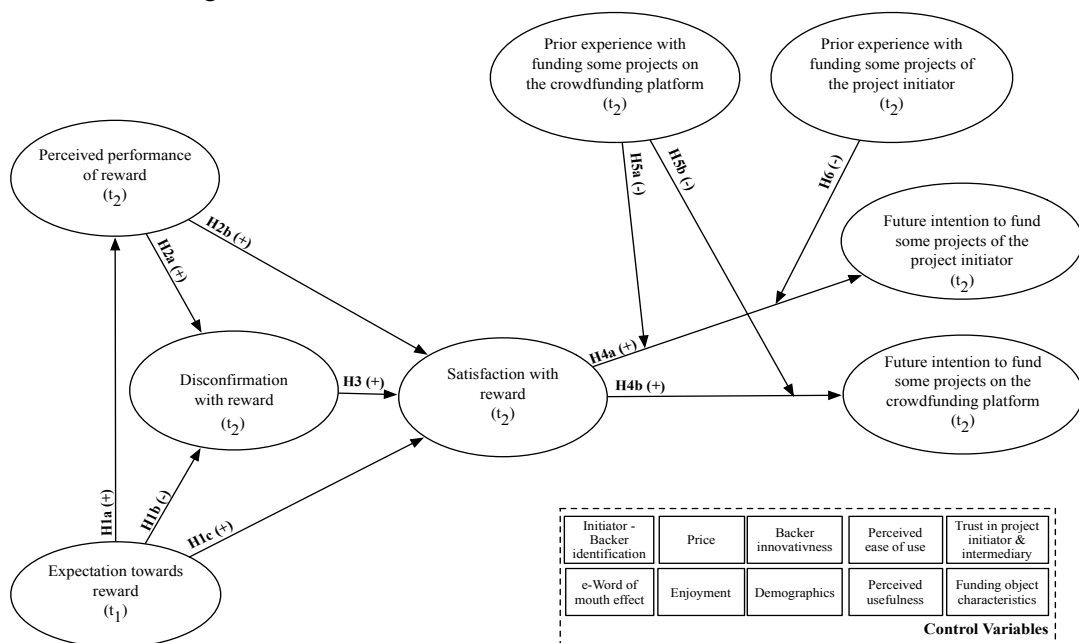 Prior experience with
funding some projects on
the crowdfunding platform
(t2)
Prior experience with
funding some projects of
the project initiator
(t2)
Perceived performance
of reward
(t2)
H5a (-)
H5b (-)
H6 (-)
H2a (+)
H2b (+)
Future intention to fund
some projects of the
project initiator
(t2)
Disconfirmation
with reward
(t2)
H3 (+)
Satisfaction with
reward
(t2)
H4a (+)
H4b (+)
Future intention to fund
some projects on the
crowdfunding platform
(t2)
H1a (+)
H1b (-)
H1c (+)
Expectation towards
reward
(t1)
Initiator -
Backer
identification
Price
Backer
innovativness
Perceived
ease of use
Trust in project
initiator &
intermediary
e-Word of
mouth effect
Enjoyment
Demographics
Perceived
usefulness
Funding object
characteristics
Control Variables